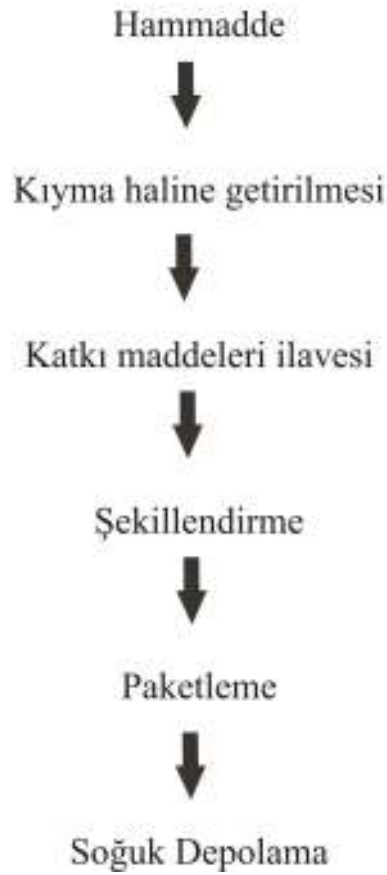 Hammadde
Kıyma haline getirilmesi
Katkı maddeleri ilavesi
Şekillendirme
Paketleme
Soğuk Depolama